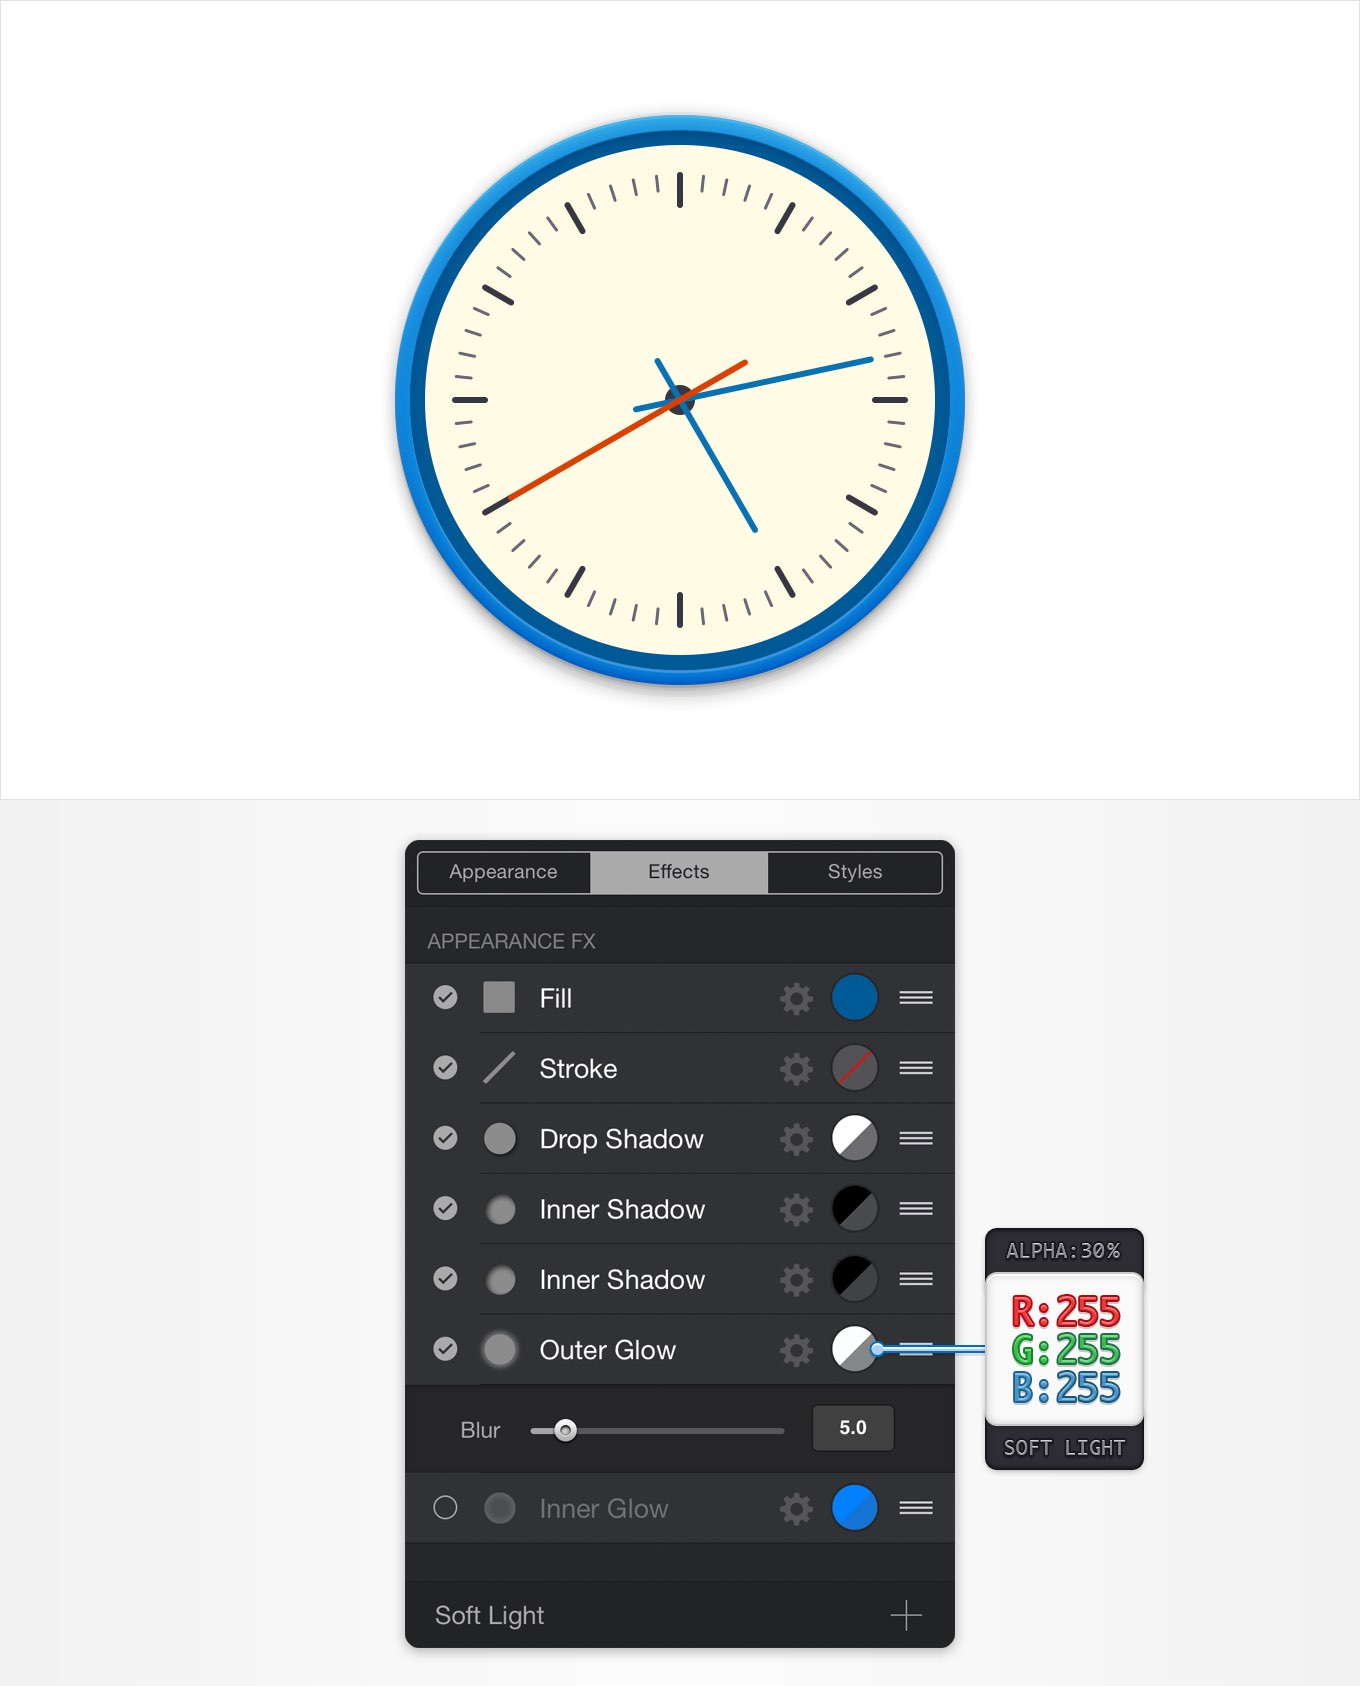 Appearance
Effects
Styles
APPEARANCE FX
Fill
Stroke
Drop Shadow
Inner Shadow
Inner Shadow
Outer Glow
ALPHA:30%
R:255
G:255
B:255
SOFT LIGHT
Blur
5.0
Inner Glow
Soft Light